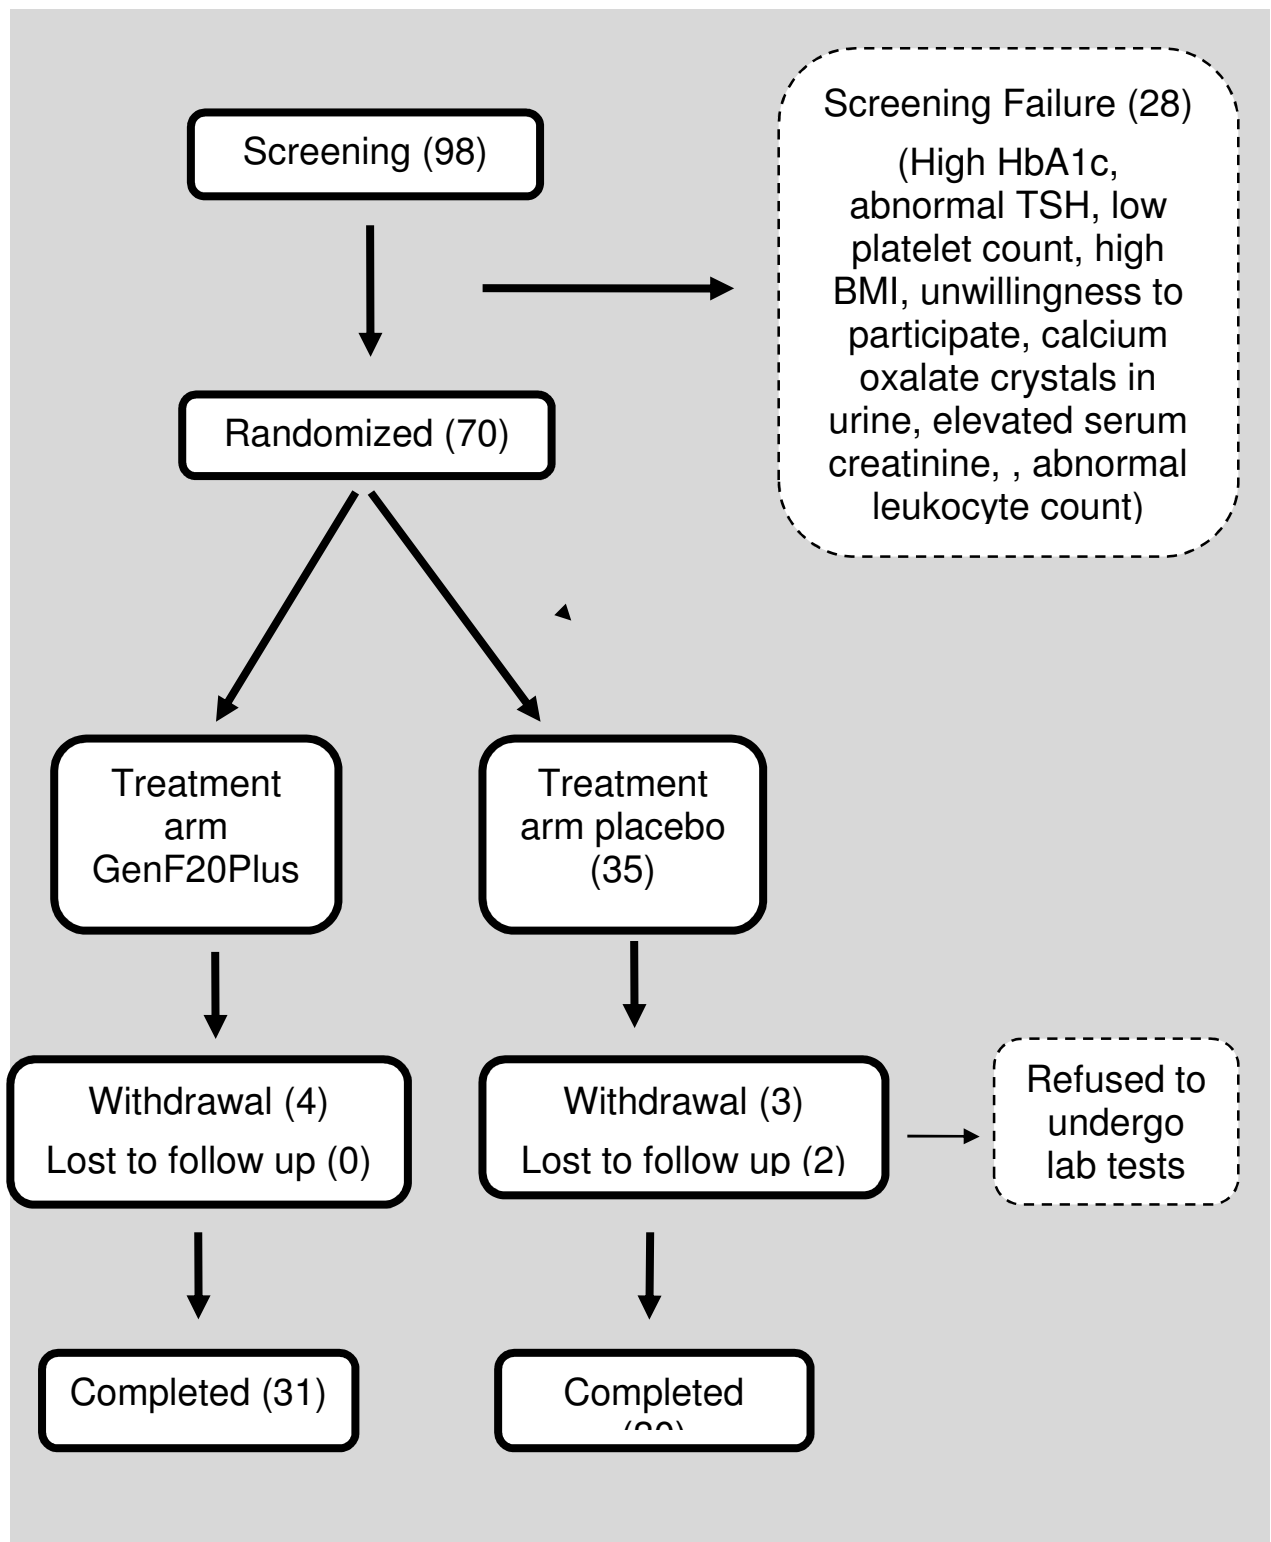 Screening (98)
Screening Failure (28)
(High HbA1c,
abnormal TSH, low
platelet count, high
BMI, unwillingness to
participate, calcium
oxalate crystals in
urine, elevated serum
creatinine, , abnormal
leukocyte count)
Randomized (70)
Treatment
arm
GenF20Plus
Treatment
arm placebo
(35)
Withdrawal (4)
Lost to follow up (0)
Withdrawal (3)
Lost to follow up (2)
Refused to
undergo
lab tests
Completed (31)
Completed